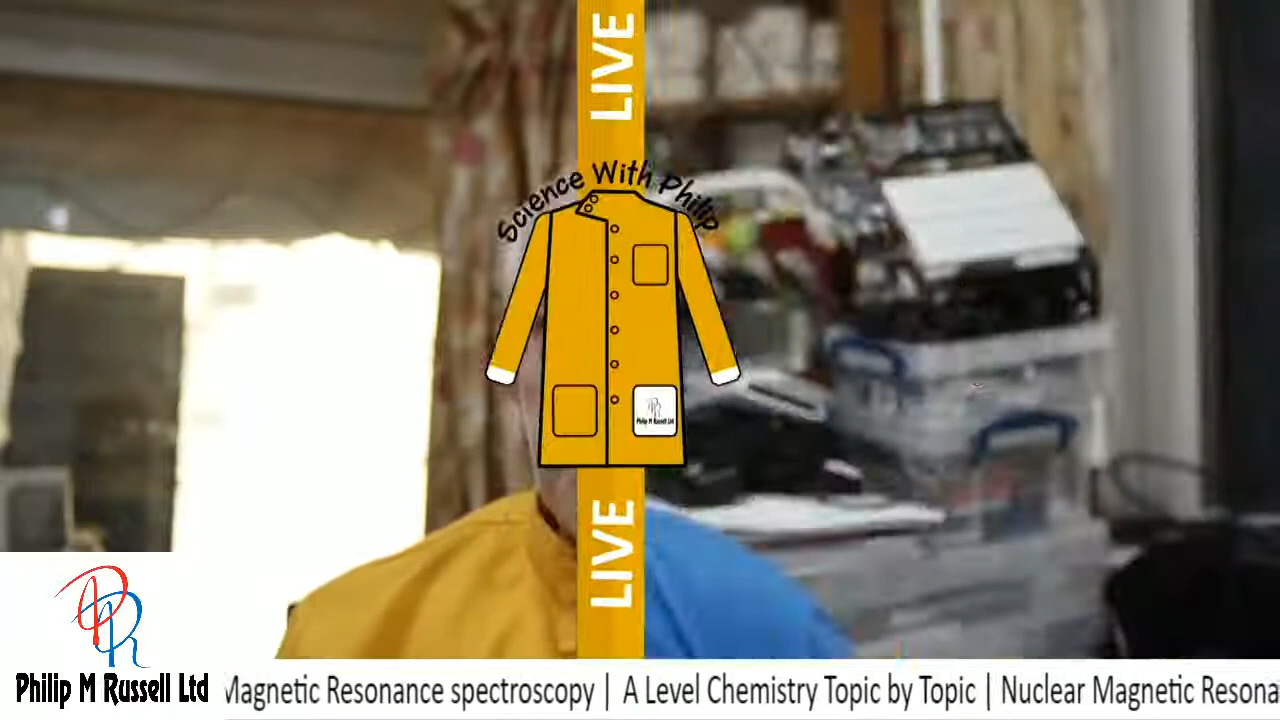 LIVE
Science With Philip
Philip M Russell Ltd
LIVE
Philip M Russell Ltd
Magnetic Resonance spectroscopy | A Level Chemistry Topic by Topic | Nuclear Magnetic Resona